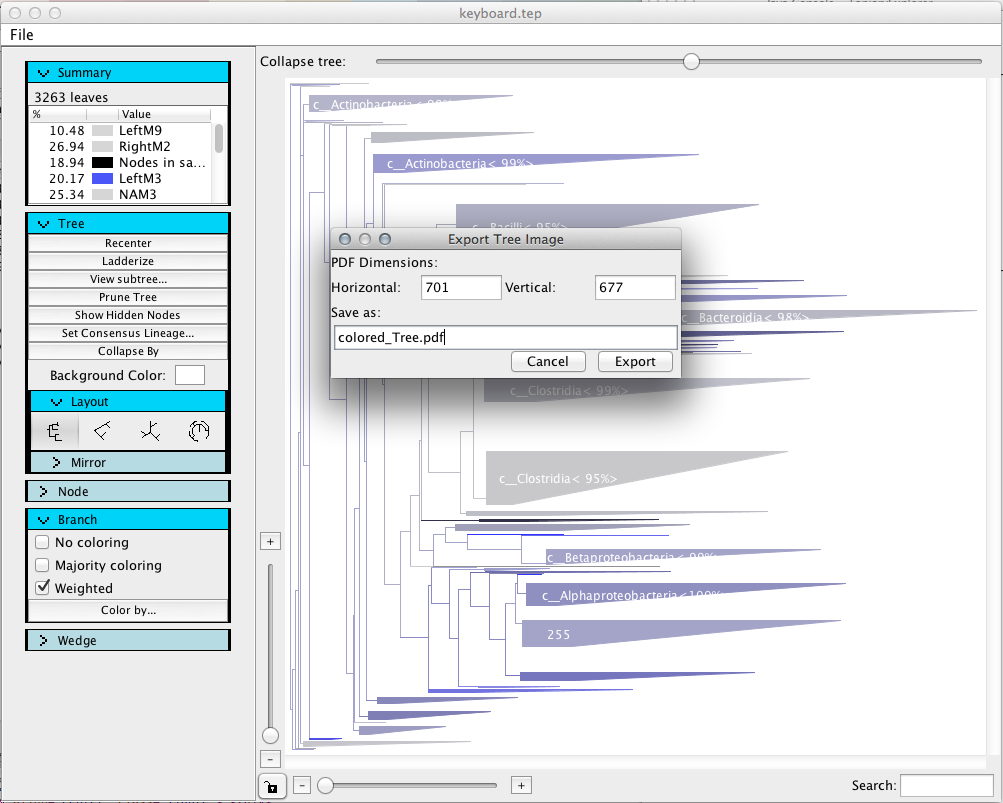 keyboard.tep
File
Summary
3263 leaves
% Value
10.48 LeftM9
26.94 RightM2
18.94 Nodes in sa...
20.17 LeftM3
25.34 NAM3
Tree
Recenter
Ladderize
View subtree...
Prune Tree
Show Hidden Nodes
Set Consensus Lineage...
Collapse By
Background Color:
Layout
Mirror
Node
Branch
No coloring
Majority coloring
Weighted
Color by...
Wedge
Collapse tree:
c__Actinobacteria<
c__Actinobacteria< 99%>
c__Bacilli< 95%>
Export Tree Image
PDF Dimensions:
Horizontal: 701 Vertical: 677
Save as:
colored_Tree.pdf
Cancel Export
c__Bacteroidia< 98%>
c__Clostridia< 99%>
c__Clostridia< 95%>
c__Betaproteobacteria< 99%>
c__Alphaproteobacteria<100%>
255
+
-
- +
Search: